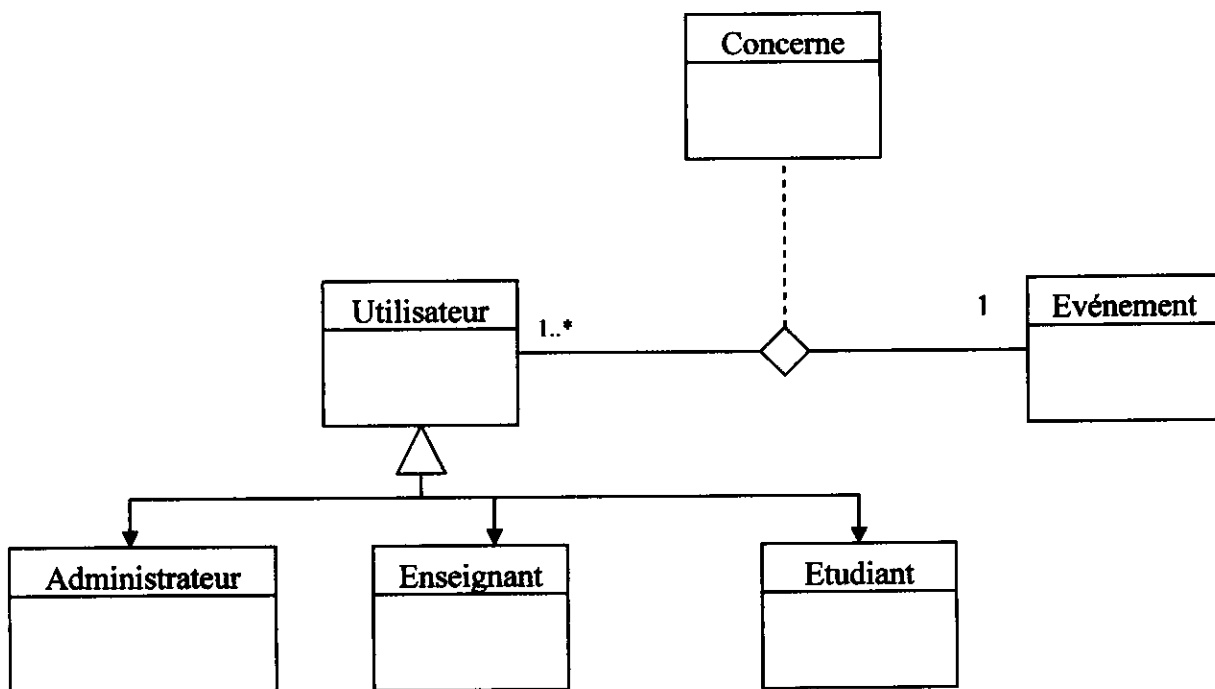 Concerne
Utilisateur
1..*
1
Evénement
Administrateur
Enseignant
Etudiant